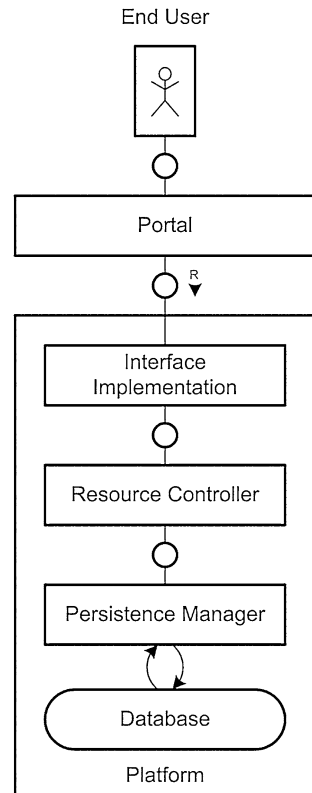 End User
Portal
R
Interface
Implementation
Resource Controller
Persistence Manager
Database
Platform